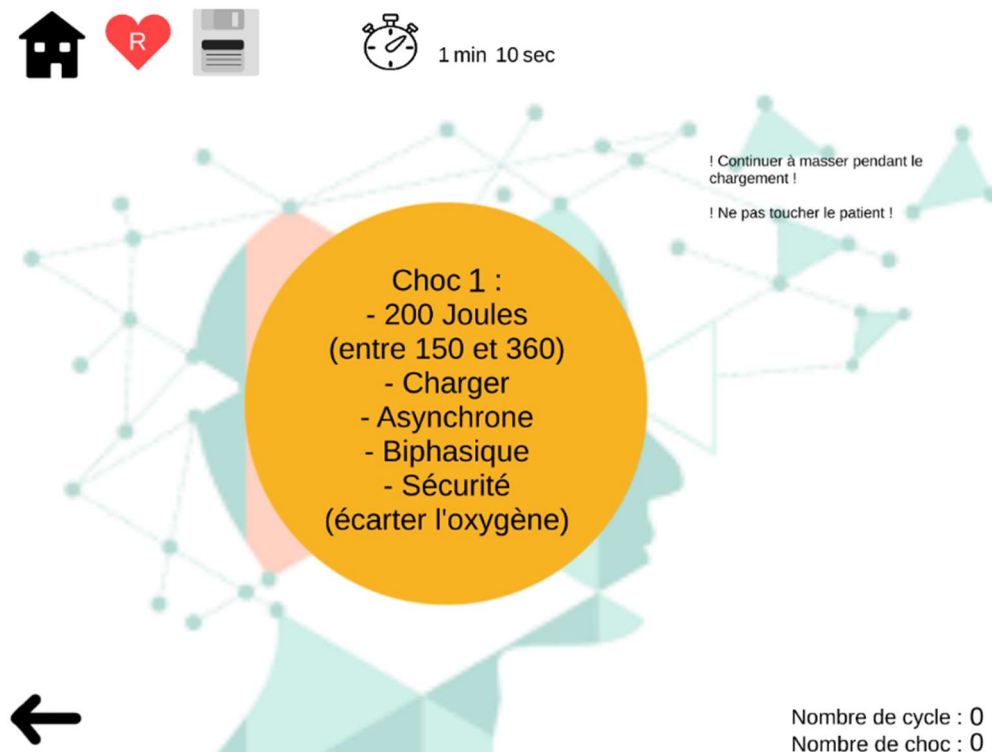 R
1 min 10 sec
! Continuer à masser pendant le
chargement !
! Ne pas toucher le patient !
Choc 1 :
- 200 Joules
(entre 150 et 360)
- Charger
- Asynchrone
- Biphasique
- Sécurité
(écarter l'oxygène)
Nombre de cycle : 0
Nombre de choc : 0